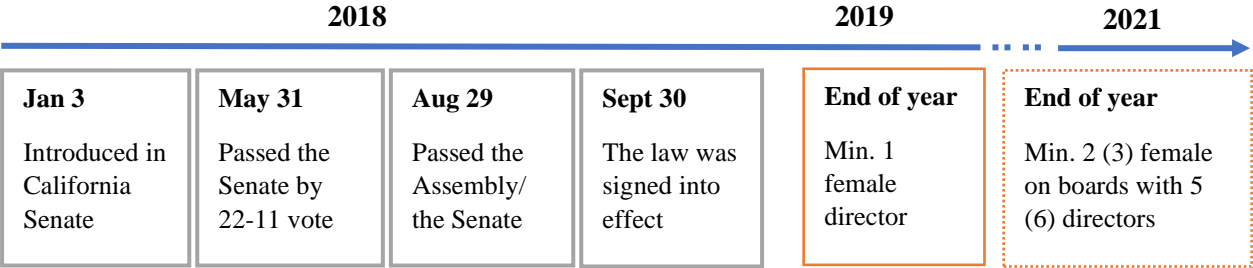 2018
2019
2021
Jan 3
Introduced in
California
Senate
May 31
Passed the
Senate by
22-11 vote
Aug 29
Passed the
Assembly/
the Senate
Sept 30
The law was
signed into
effect
End of year
Min. 1
female
director
End of year
Min. 2 (3) female
on boards with 5
(6) directors